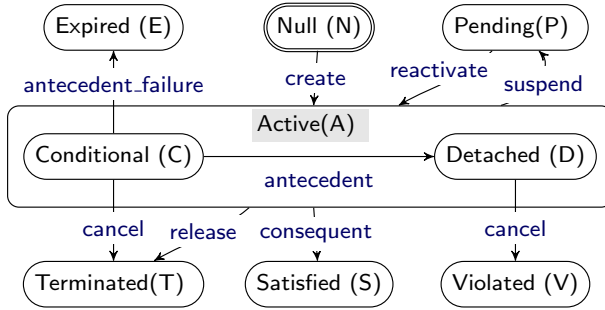 Expired (E)
Null (N)
Pending(P)
antecedent_failure
create
reactivate
suspend
Active(A)
Conditional (C)
Detached (D)
antecedent
cancel
release
consequent
cancel
Terminated(T)
Satisfied (S)
Violated (V)